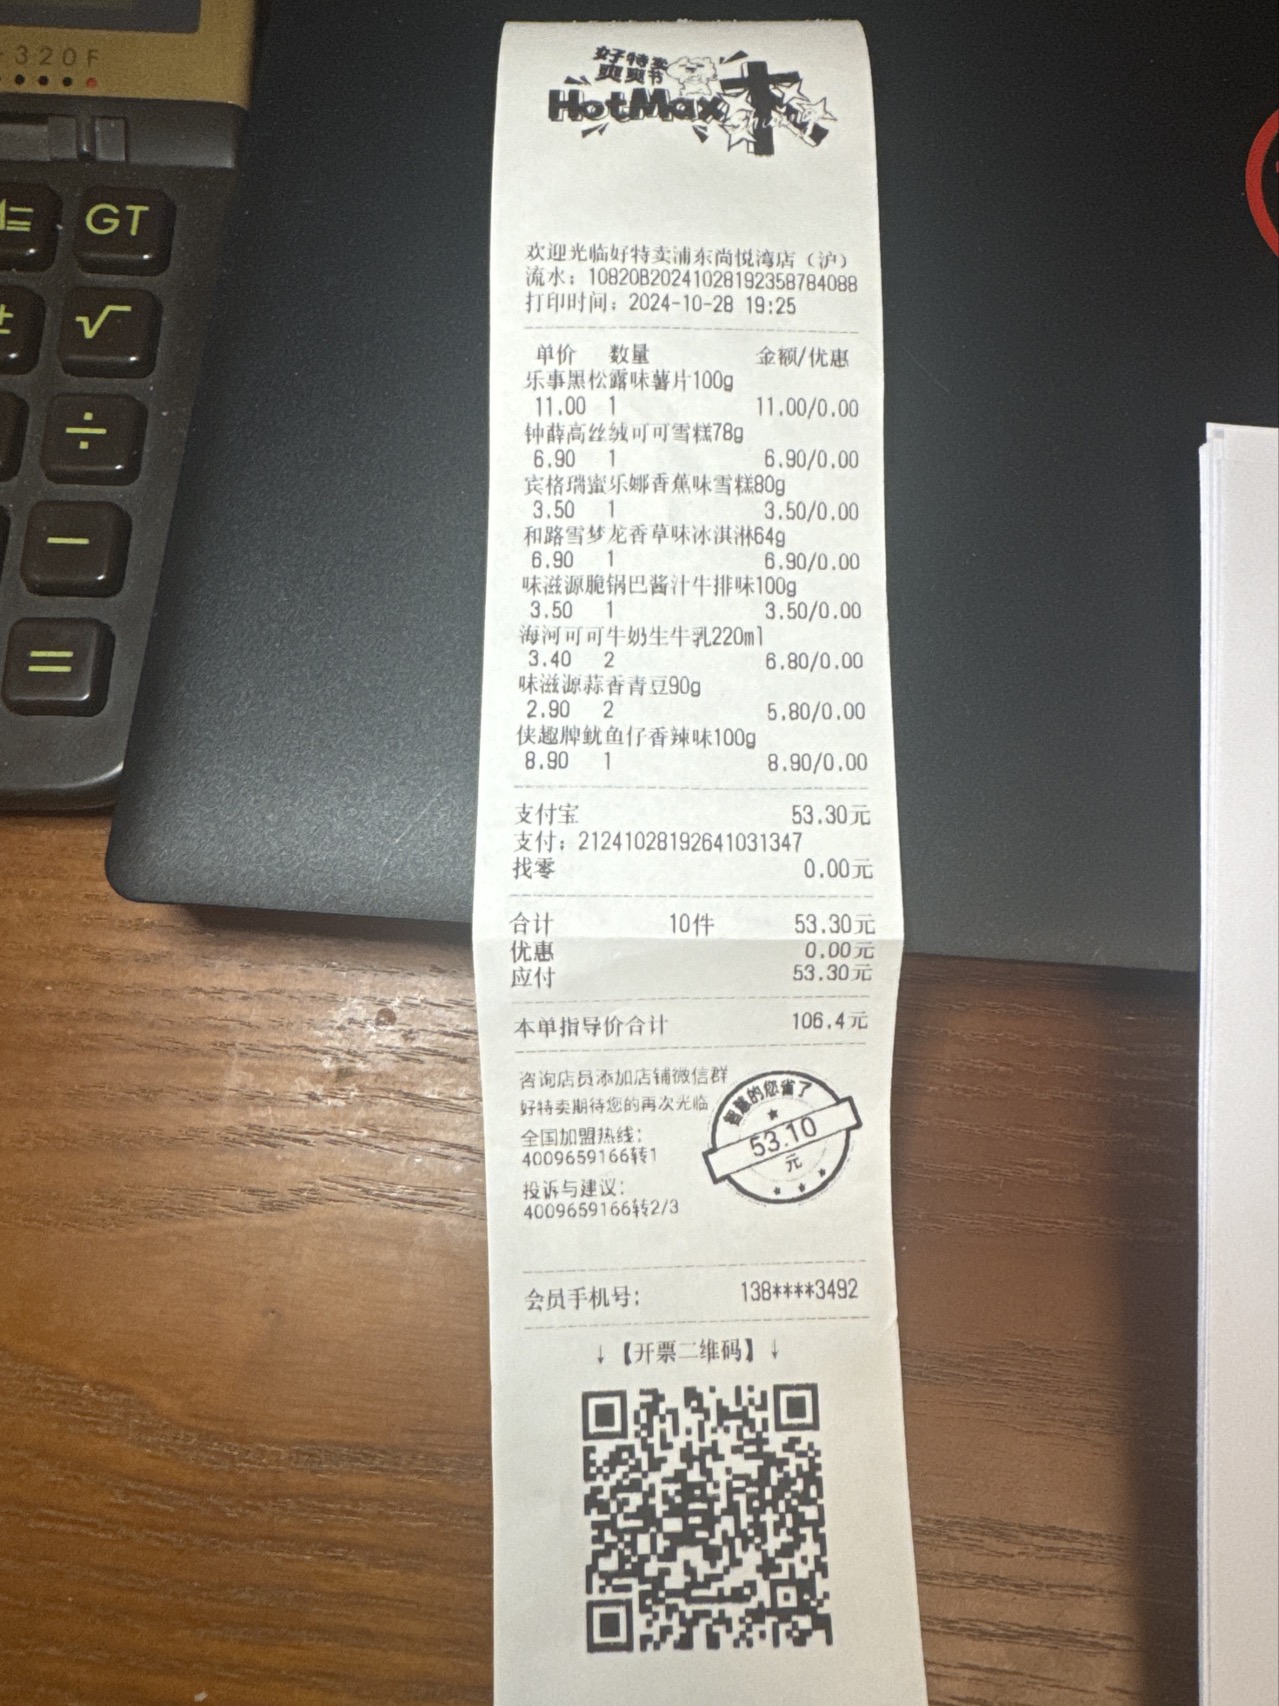 320F
GT
√
÷
−
=
好特卖
爽爽节
HotMax
欢迎光临好特卖浦东尚悦湾店（沪）
流水：10820B20241028192358784088
打印时间：2024-10-28 19:25
单价 数量 金额/优惠
乐事黑松露味薯片100g
11.00 1 11.00/0.00
钟薛高丝绒可可雪糕78g
6.90 1 6.90/0.00
宾格瑞蜜乐娜香蕉味雪糕80g
3.50 1 3.50/0.00
和路雪梦龙香草味冰淇淋64g
6.90 1 6.90/0.00
味滋源脆锅巴酱汁牛排味100g
3.50 1 3.50/0.00
海河可可牛奶生牛乳220ml
3.40 2 6.80/0.00
味滋源蒜香青豆90g
2.90 2 5.80/0.00
侠趣牌鱿鱼仔香辣味100g
8.90 1 8.90/0.00
支付宝 53.30元
支付：21241028192641031347
找零 0.00元
合计 10件 53.30元
优惠 0.00元
应付 53.30元
本单指导价合计 106.4元
咨询店员添加店铺微信群
好特卖期待您的再次光临
全国加盟热线：
4009659166转1
投诉与建议：
4009659166转2/3
智慧的您省了
53.10
元
会员手机号： 138****3492
↓【开票二维码】↓